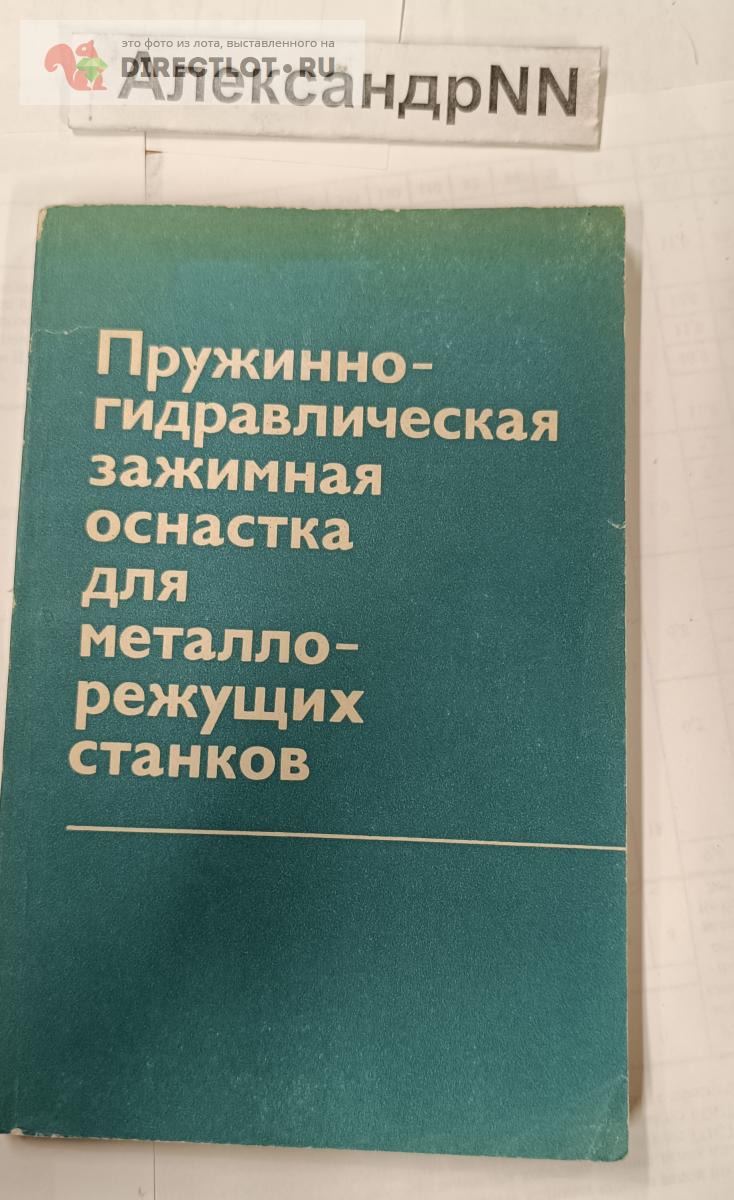 это фото из лота, выставленного на
DIRECTLOT.RU
АлександрNN
Пружинно-
гидравлическая
зажимная
оснастка
для
металло-
режущих
станков